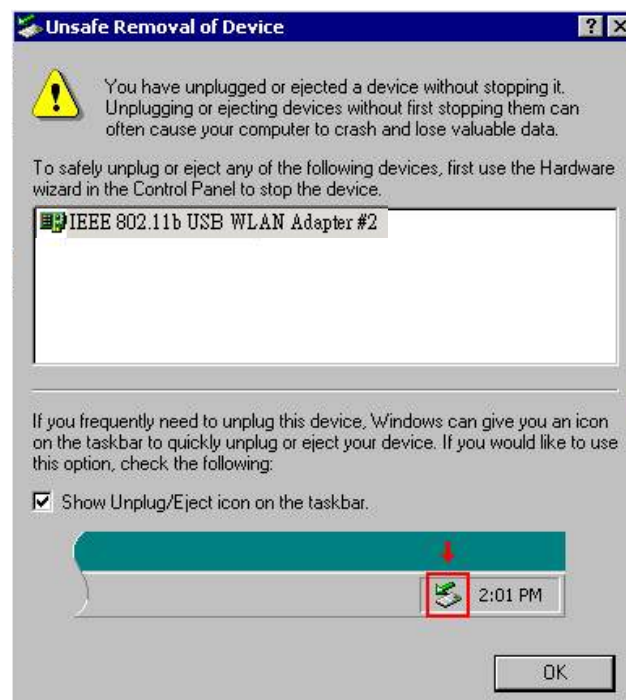 Unsafe Removal of Device
You have unplugged or ejected a device without stopping it.
Unplugging or ejecting devices without first stopping them can
often cause your computer to crash and lose valuable data.
To safely unplug or eject any of the following devices, first use the Hardware
wizard in the Control Panel to stop the device.
IEEE 802.11b USB WLAN Adapter #2
If you frequently need to unplug this device, Windows can give you an icon
on the taskbar to quickly unplug or eject your device. If you would like to use
this option, check the following:
Show Unplug/Eject icon on the taskbar.
2:01 PM
OK